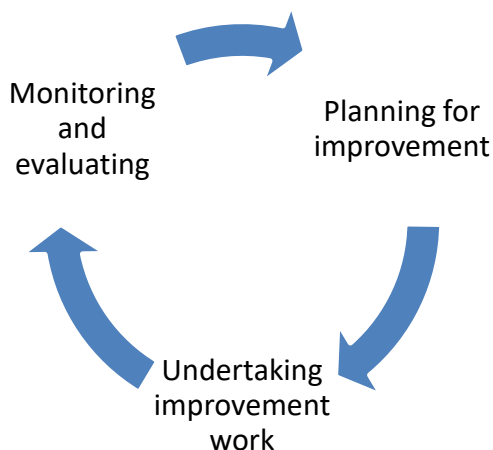 Monitoring
and
evaluating
Planning for
improvement
Undertaking
improvement
work